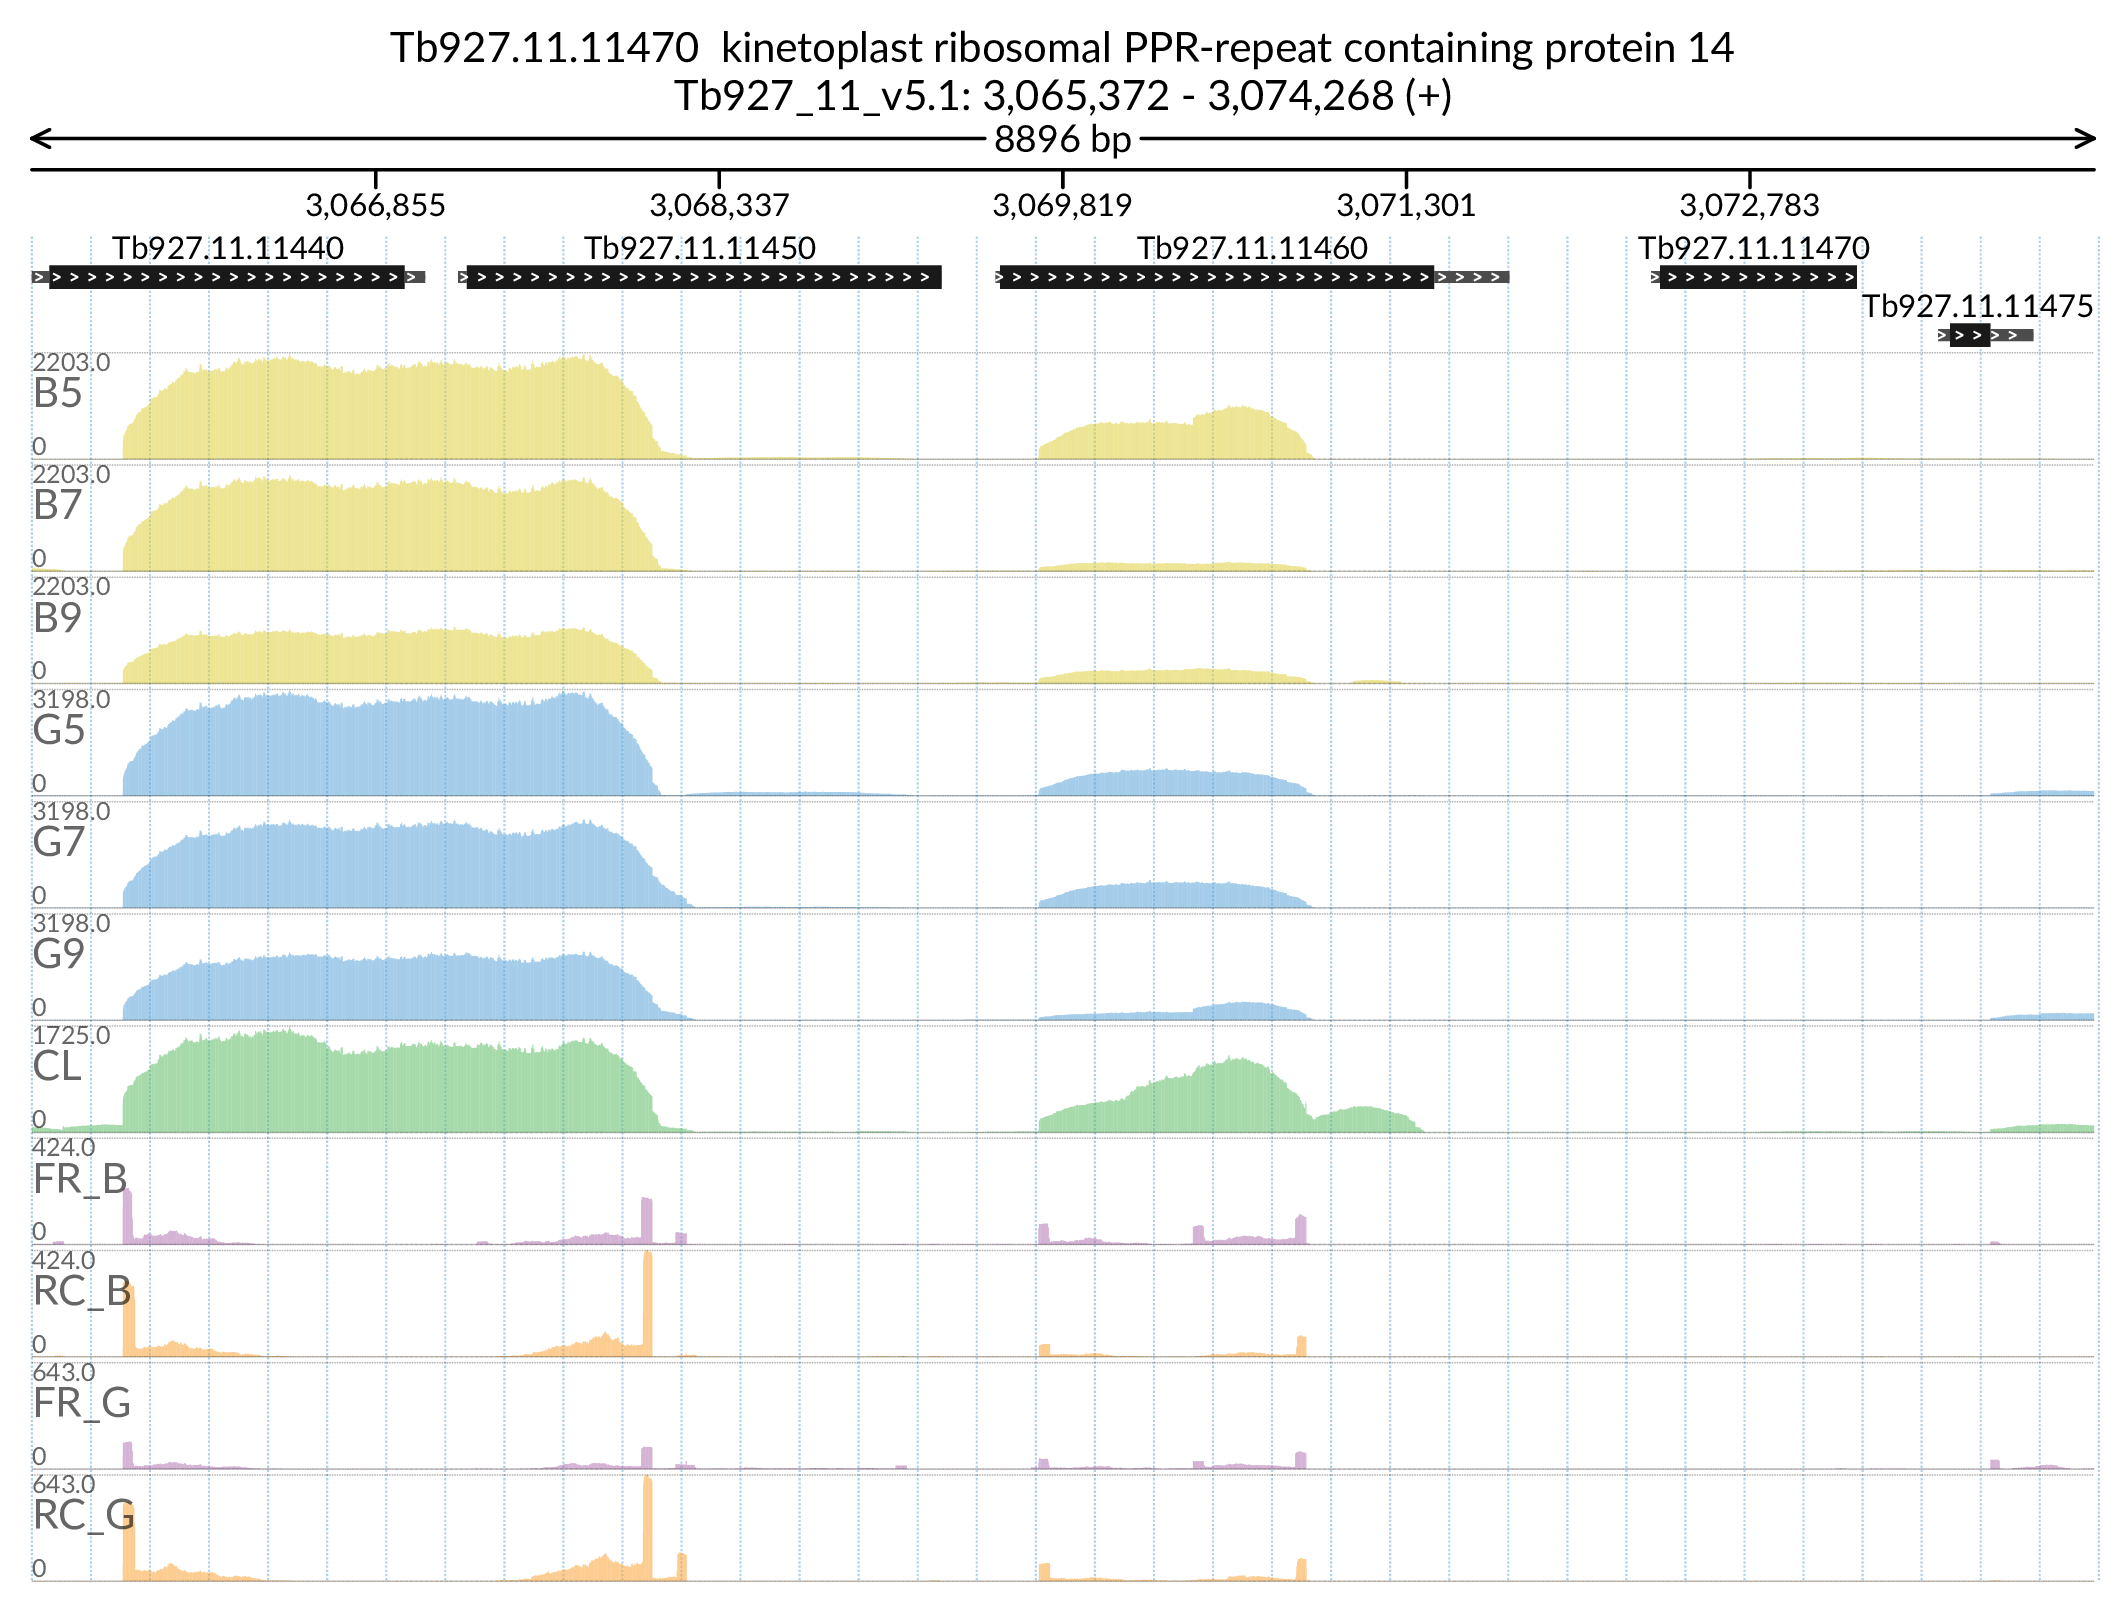 Tb927.11.11470 kinetoplast ribosomal PPR-repeat containing protein 14
Tb927_11_v5.1: 3,065,372 - 3,074,268 (+)
8896 bp
3,066,855 3,068,337 3,069,819 3,071,301 3,072,783
Tb927.11.11440 Tb927.11.11450 Tb927.11.11460 Tb927.11.11470
Tb927.11.11475
2203.0
B5
0
2203.0
B7
0
2203.0
B9
0
3198.0
G5
0
3198.0
G7
0
3198.0
G9
0
1725.0
CL
0
424.0
FR_B
0
424.0
RC_B
0
643.0
FR_G
0
643.0
RC_G
0